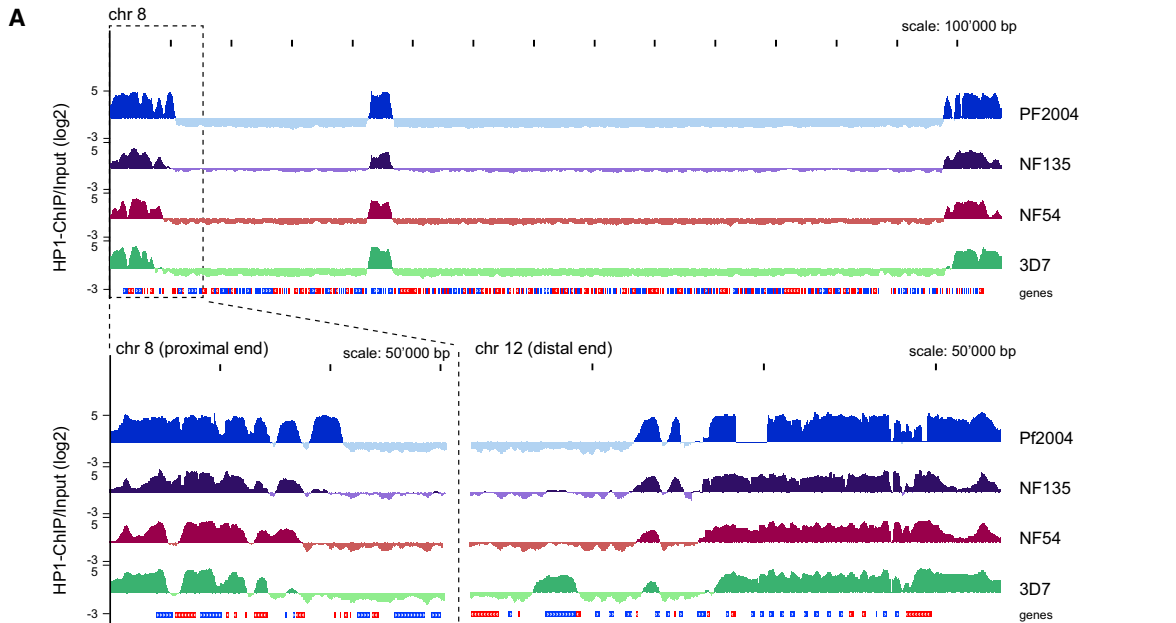 A
chr 8
scale: 100'000 bp
HP1-ChIP/Input (log2)
5
-3
PF2004
5
-3
NF135
5
-3
NF54
5
-3
3D7
genes
chr 8 (proximal end)
scale: 50'000 bp
chr 12 (distal end)
scale: 50'000 bp
HP1-ChIP/Input (log2)
5
-3
Pf2004
5
-3
NF135
5
-3
NF54
5
-3
3D7
genes